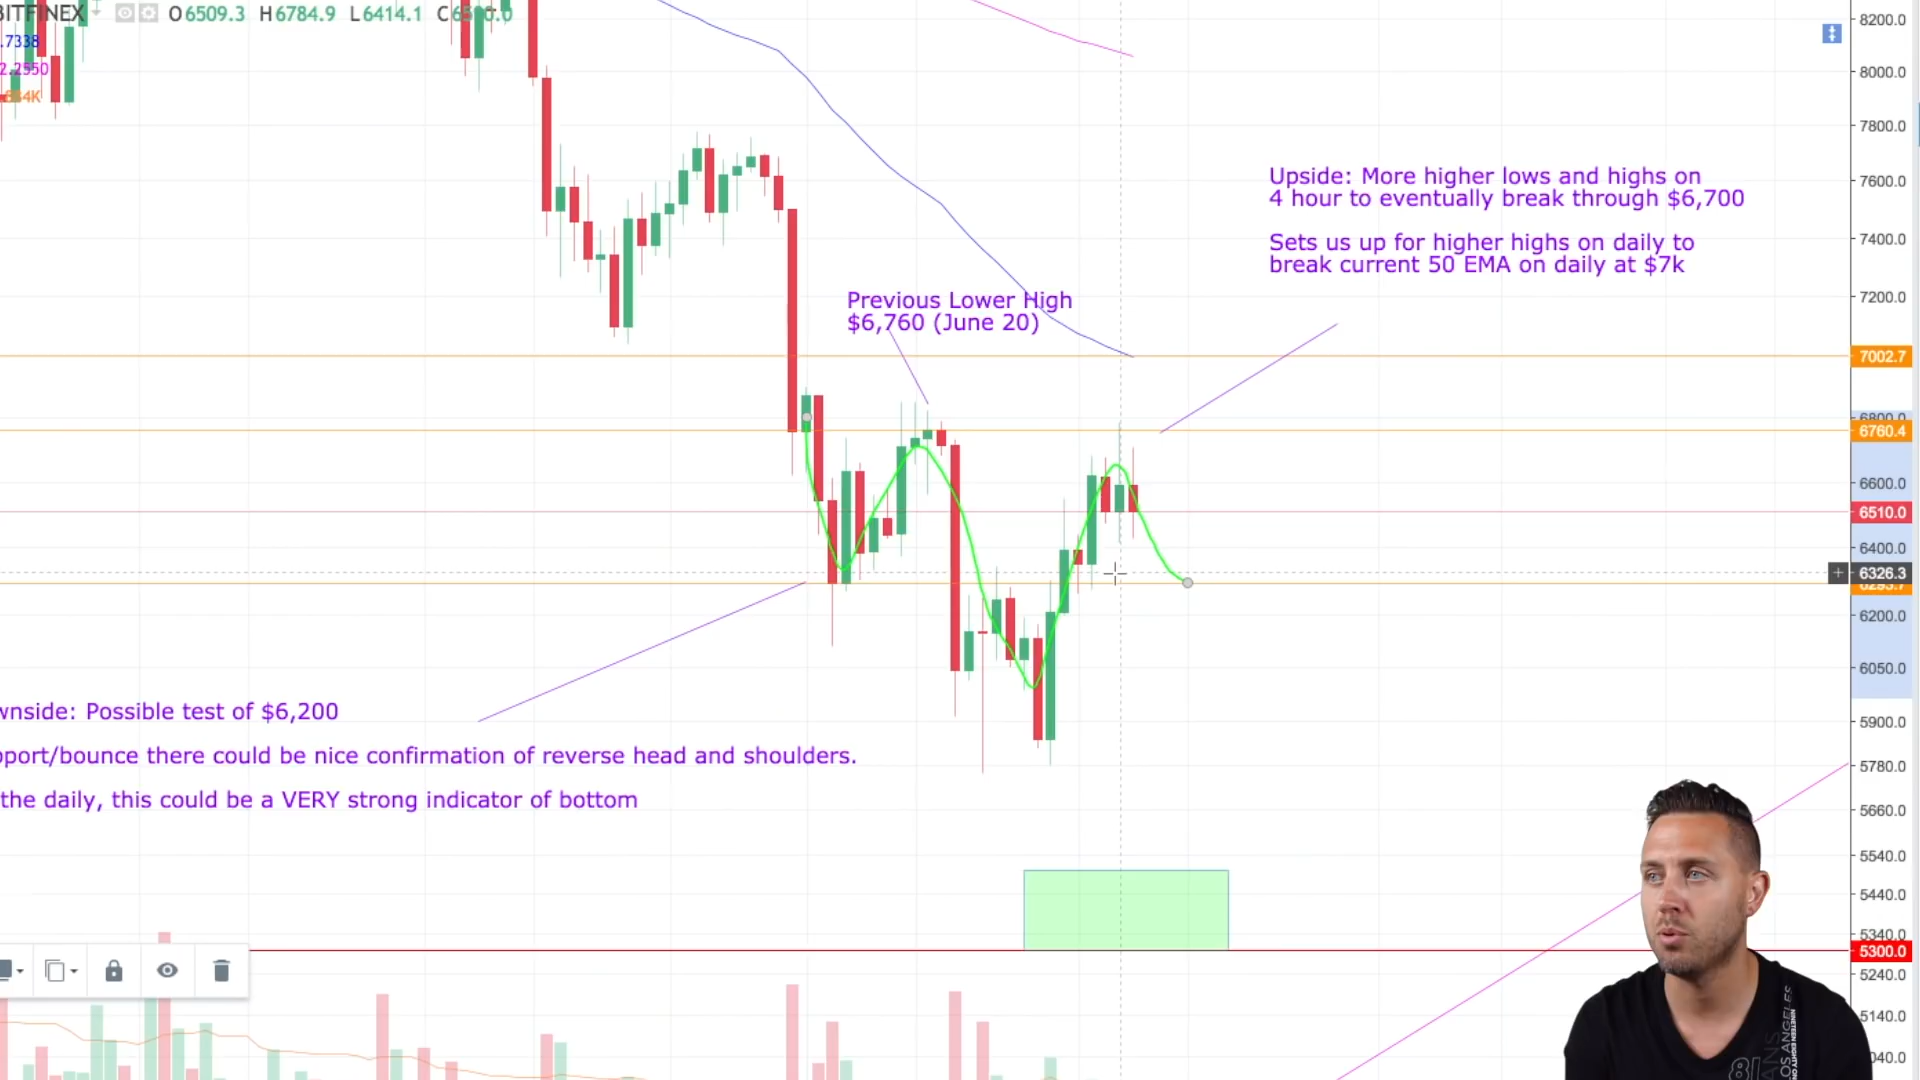 BITFINEX O6509.3 H6784.9 L6414.1
.7338
2.2550
8200.0
8000.0
7800.0
7600.0
7400.0
7200.0
7002.7
6800.0
6760.4
6600.0
6510.0
6400.0
6326.3
6200.0
6050.0
5900.0
5780.0
5660.0
5540.0
5440.0
5340.0
5300.0
5240.0
5140.0
Upside: More higher lows and highs on
4 hour to eventually break through $6,700
Sets us up for higher highs on daily to
break current 50 EMA on daily at $7k
Previous Lower High
$6,760 (June 20)
wnside: Possible test of $6,200
pport/bounce there could be nice confirmation of reverse head and shoulders.
the daily, this could be a VERY strong indicator of bottom